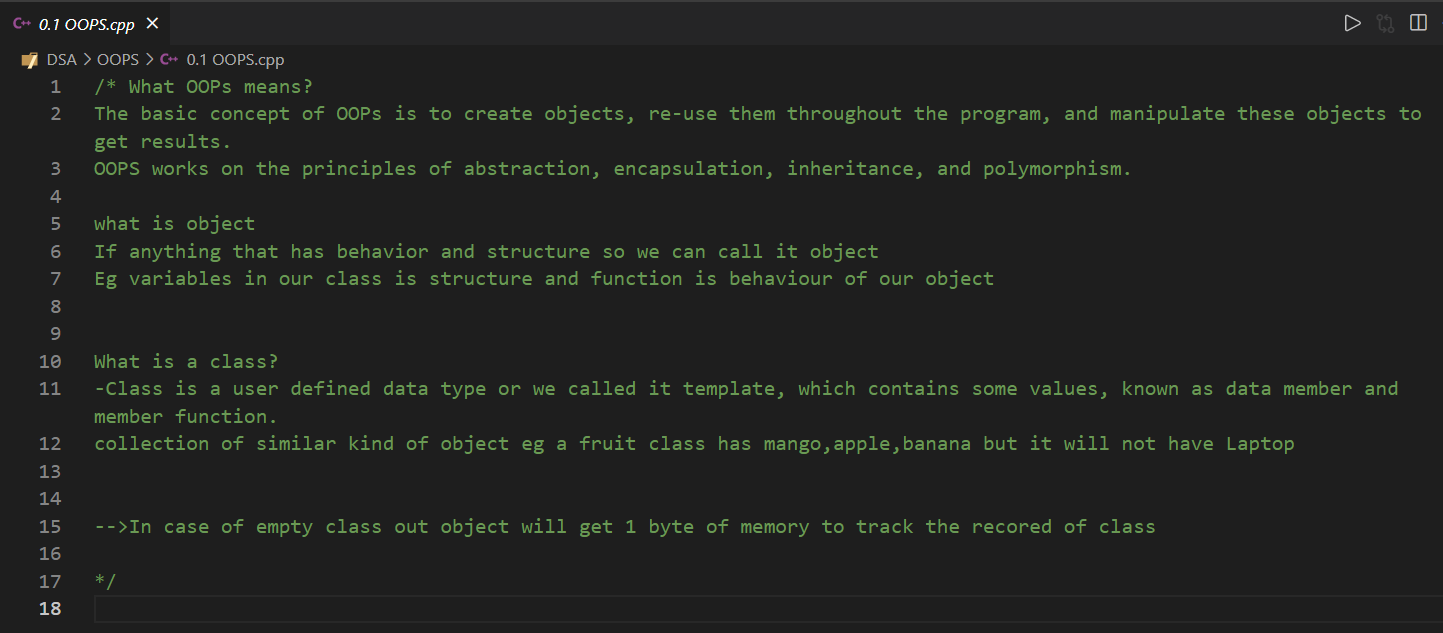 C++ 0.1 OOPS.cpp ×
DSA > OOPS > C++ 0.1 OOPS.cpp
1 /* What OOPs means?
2 The basic concept of OOPs is to create objects, re-use them throughout the program, and manipulate these objects to
get results.
3 OOPS works on the principles of abstraction, encapsulation, inheritance, and polymorphism.
4
5 what is object
6 If anything that has behavior and structure so we can call it object
7 Eg variables in our class is structure and function is behaviour of our object
8
9
10 What is a class?
11 -Class is a user defined data type or we called it template, which contains some values, known as data member and
member function.
12 collection of similar kind of object eg a fruit class has mango,apple,banana but it will not have Laptop
13
14
15 -->In case of empty class out object will get 1 byte of memory to track the recored of class
16
17 */
18